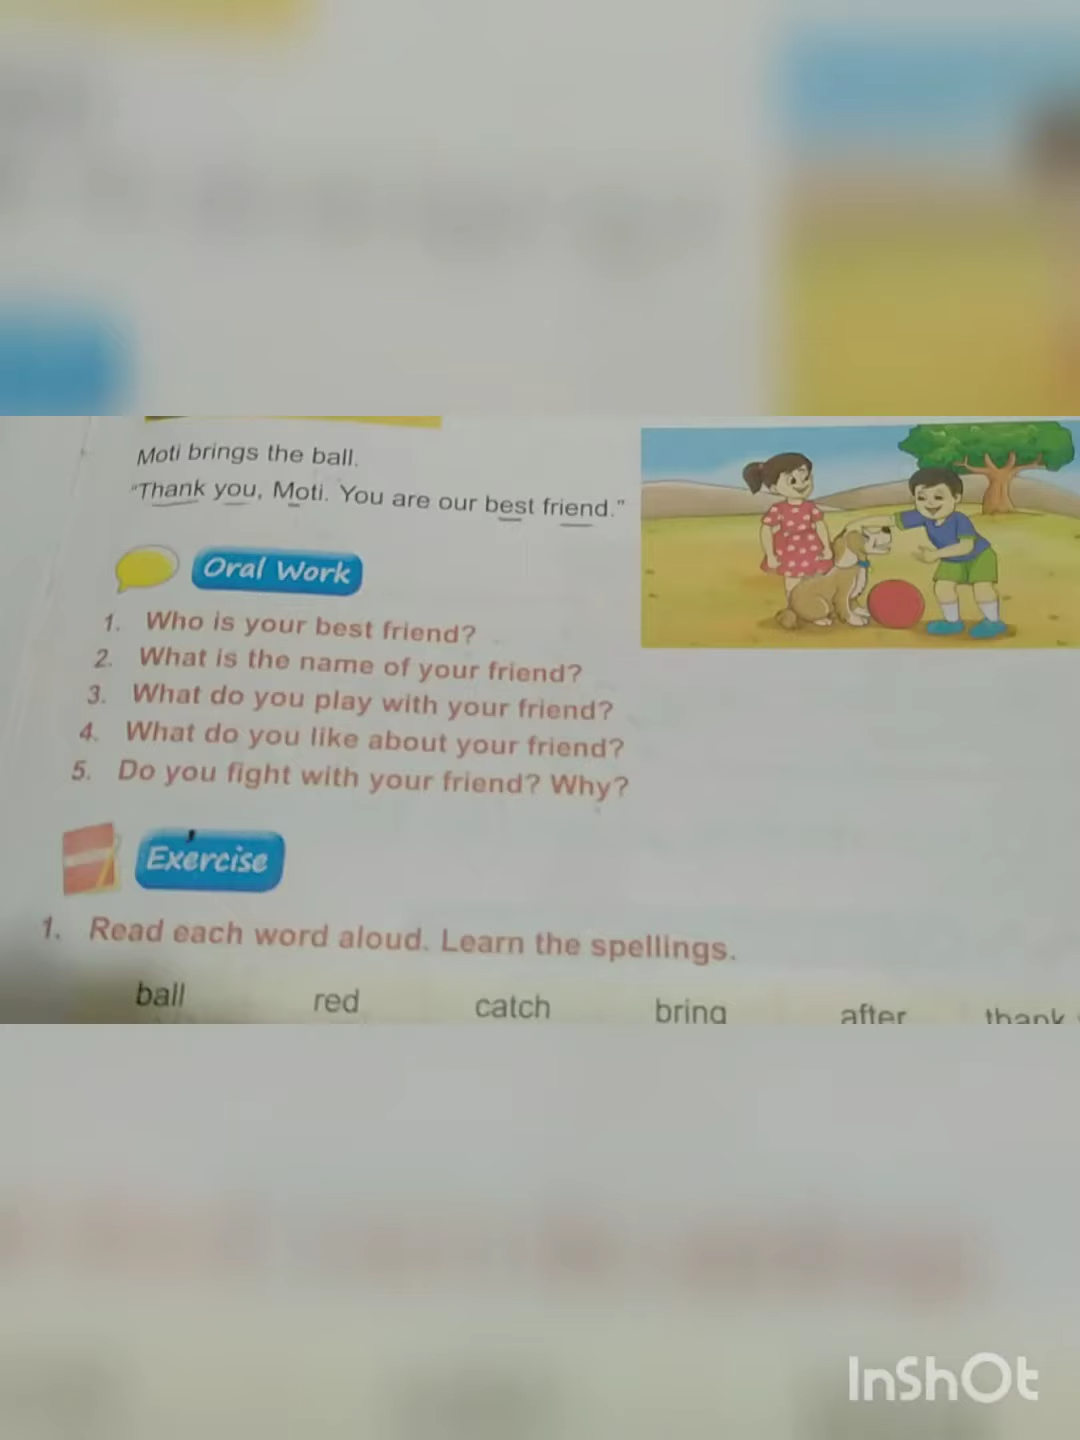 Moti brings the ball.
“Thank you, Moti. You are our best friend.”
Oral Work
1. Who is your best friend?
2. What is the name of your friend?
3. What do you play with your friend?
4. What do you like about your friend?
5. Do you fight with your friend? Why?
Exercise
1. Read each word aloud. Learn the spellings.
ball red catch bring after thank
InShOt